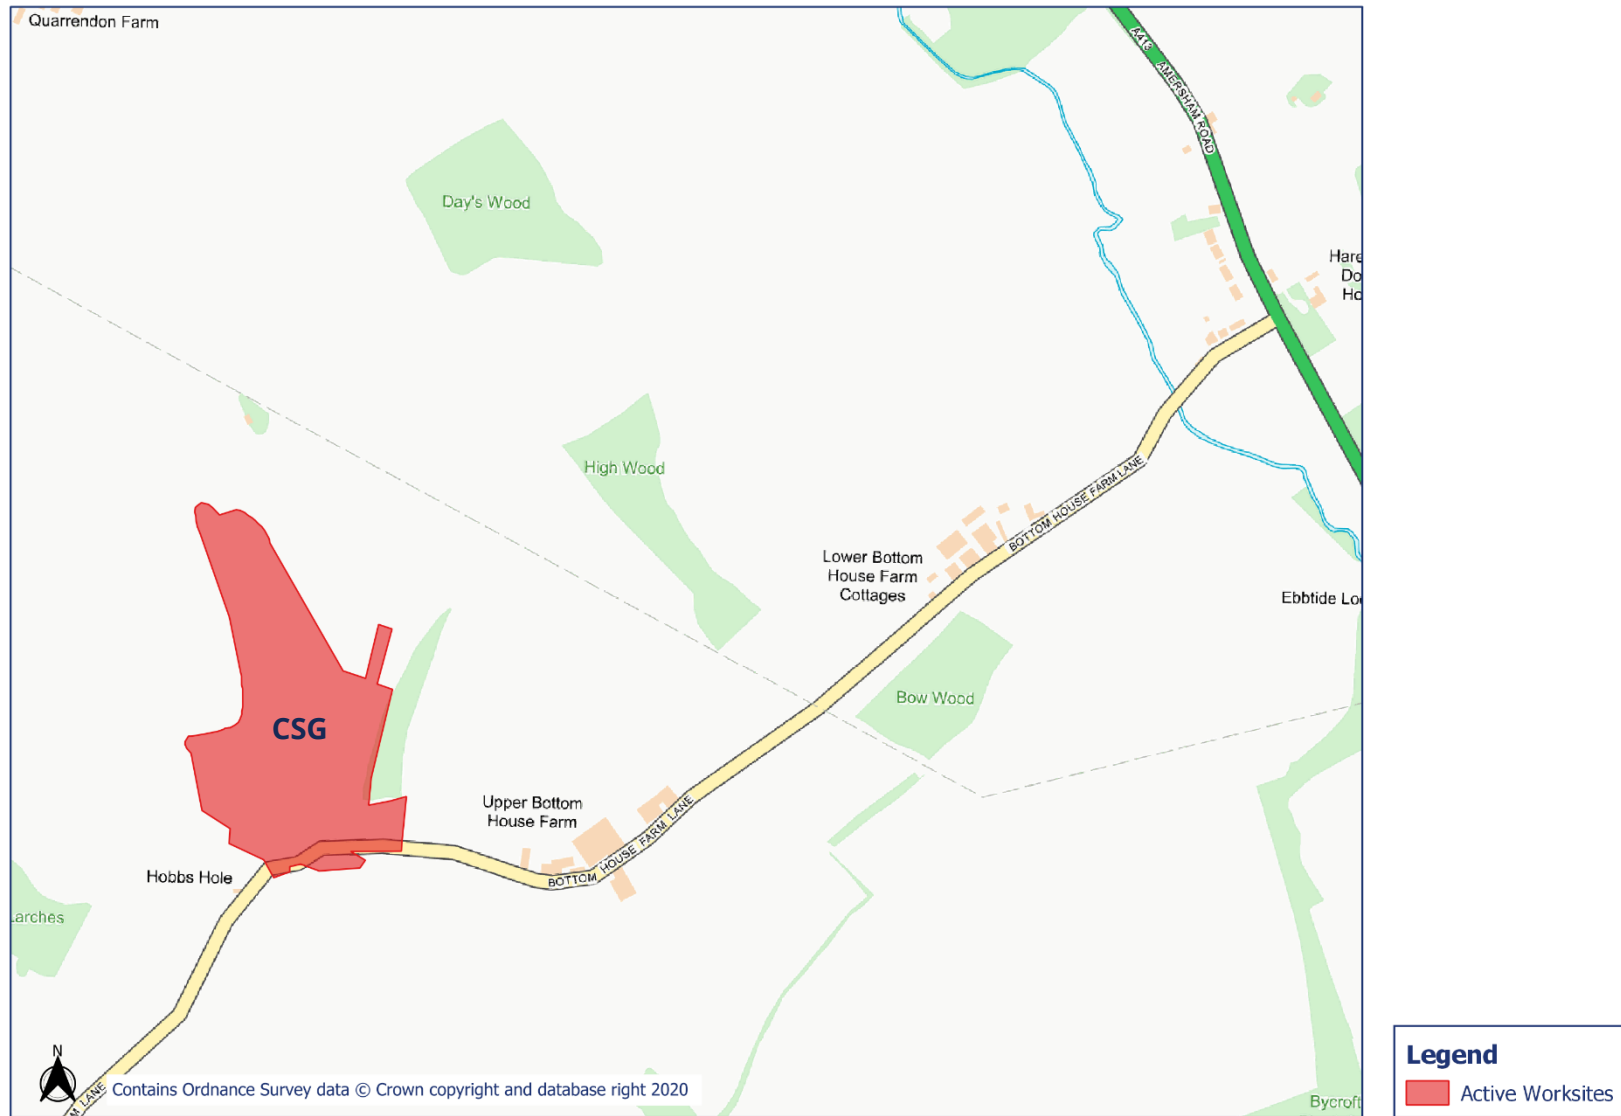 Quarrendon Farm
A413
AMERSHAM ROAD
Day's Wood
Hare
Do
Ho
High Wood
BOTTOM HOUSE FARM LANE
Lower Bottom
House Farm
Cottages
Ebbtide Lo
Bow Wood
CSG
Upper Bottom
House Farm
BOTTOM HOUSE FARM LANE
Hobbs Hole
Larches
N
M LANE
Contains Ordnance Survey data © Crown copyright and database right 2020
Bycroft
Legend
Active Worksites